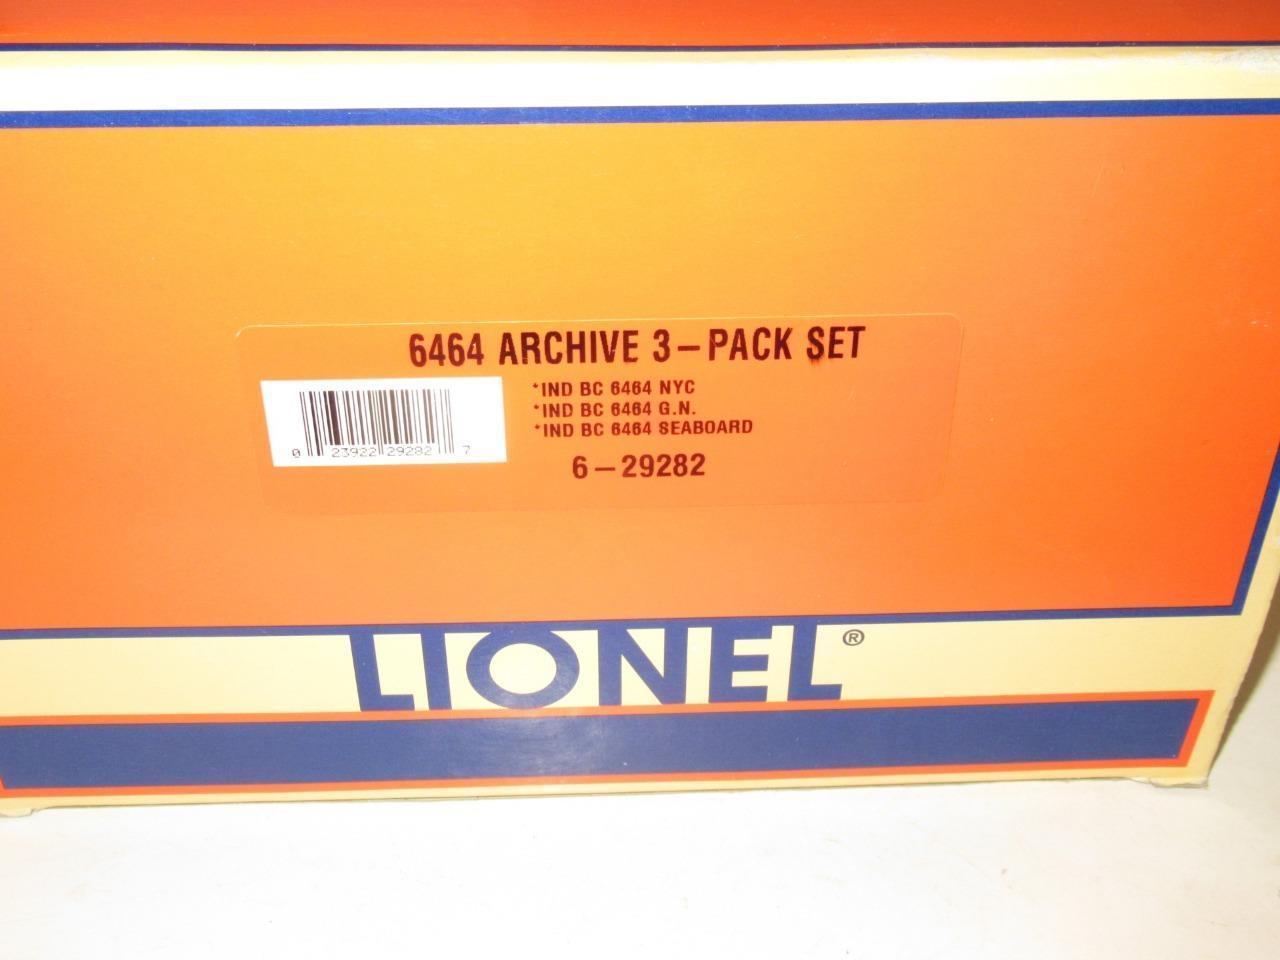 6464 ARCHIVE 3-PACK SET
*IND BC 6464 NYC
*IND BC 6464 G.N.
*IND BC 6464 SEABOARD
0 23922 29282 7
6-29282
LIONEL®